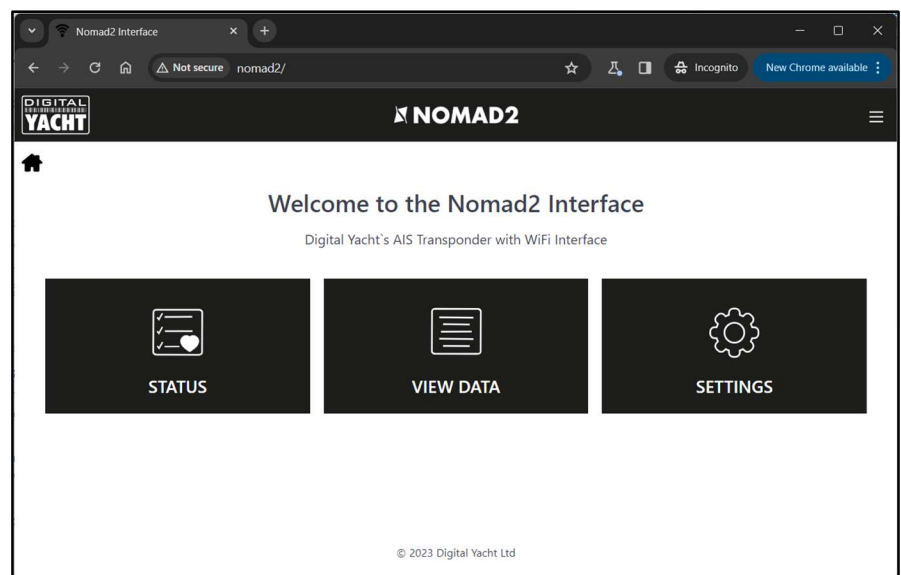 Nomad2 Interface
Not secure nomad2/ Incognito New Chrome available
DIGITAL
YACHT
NOMAD2
Welcome to the Nomad2 Interface
Digital Yacht`s AIS Transponder with WiFi Interface
STATUS VIEW DATA SETTINGS
© 2023 Digital Yacht Ltd